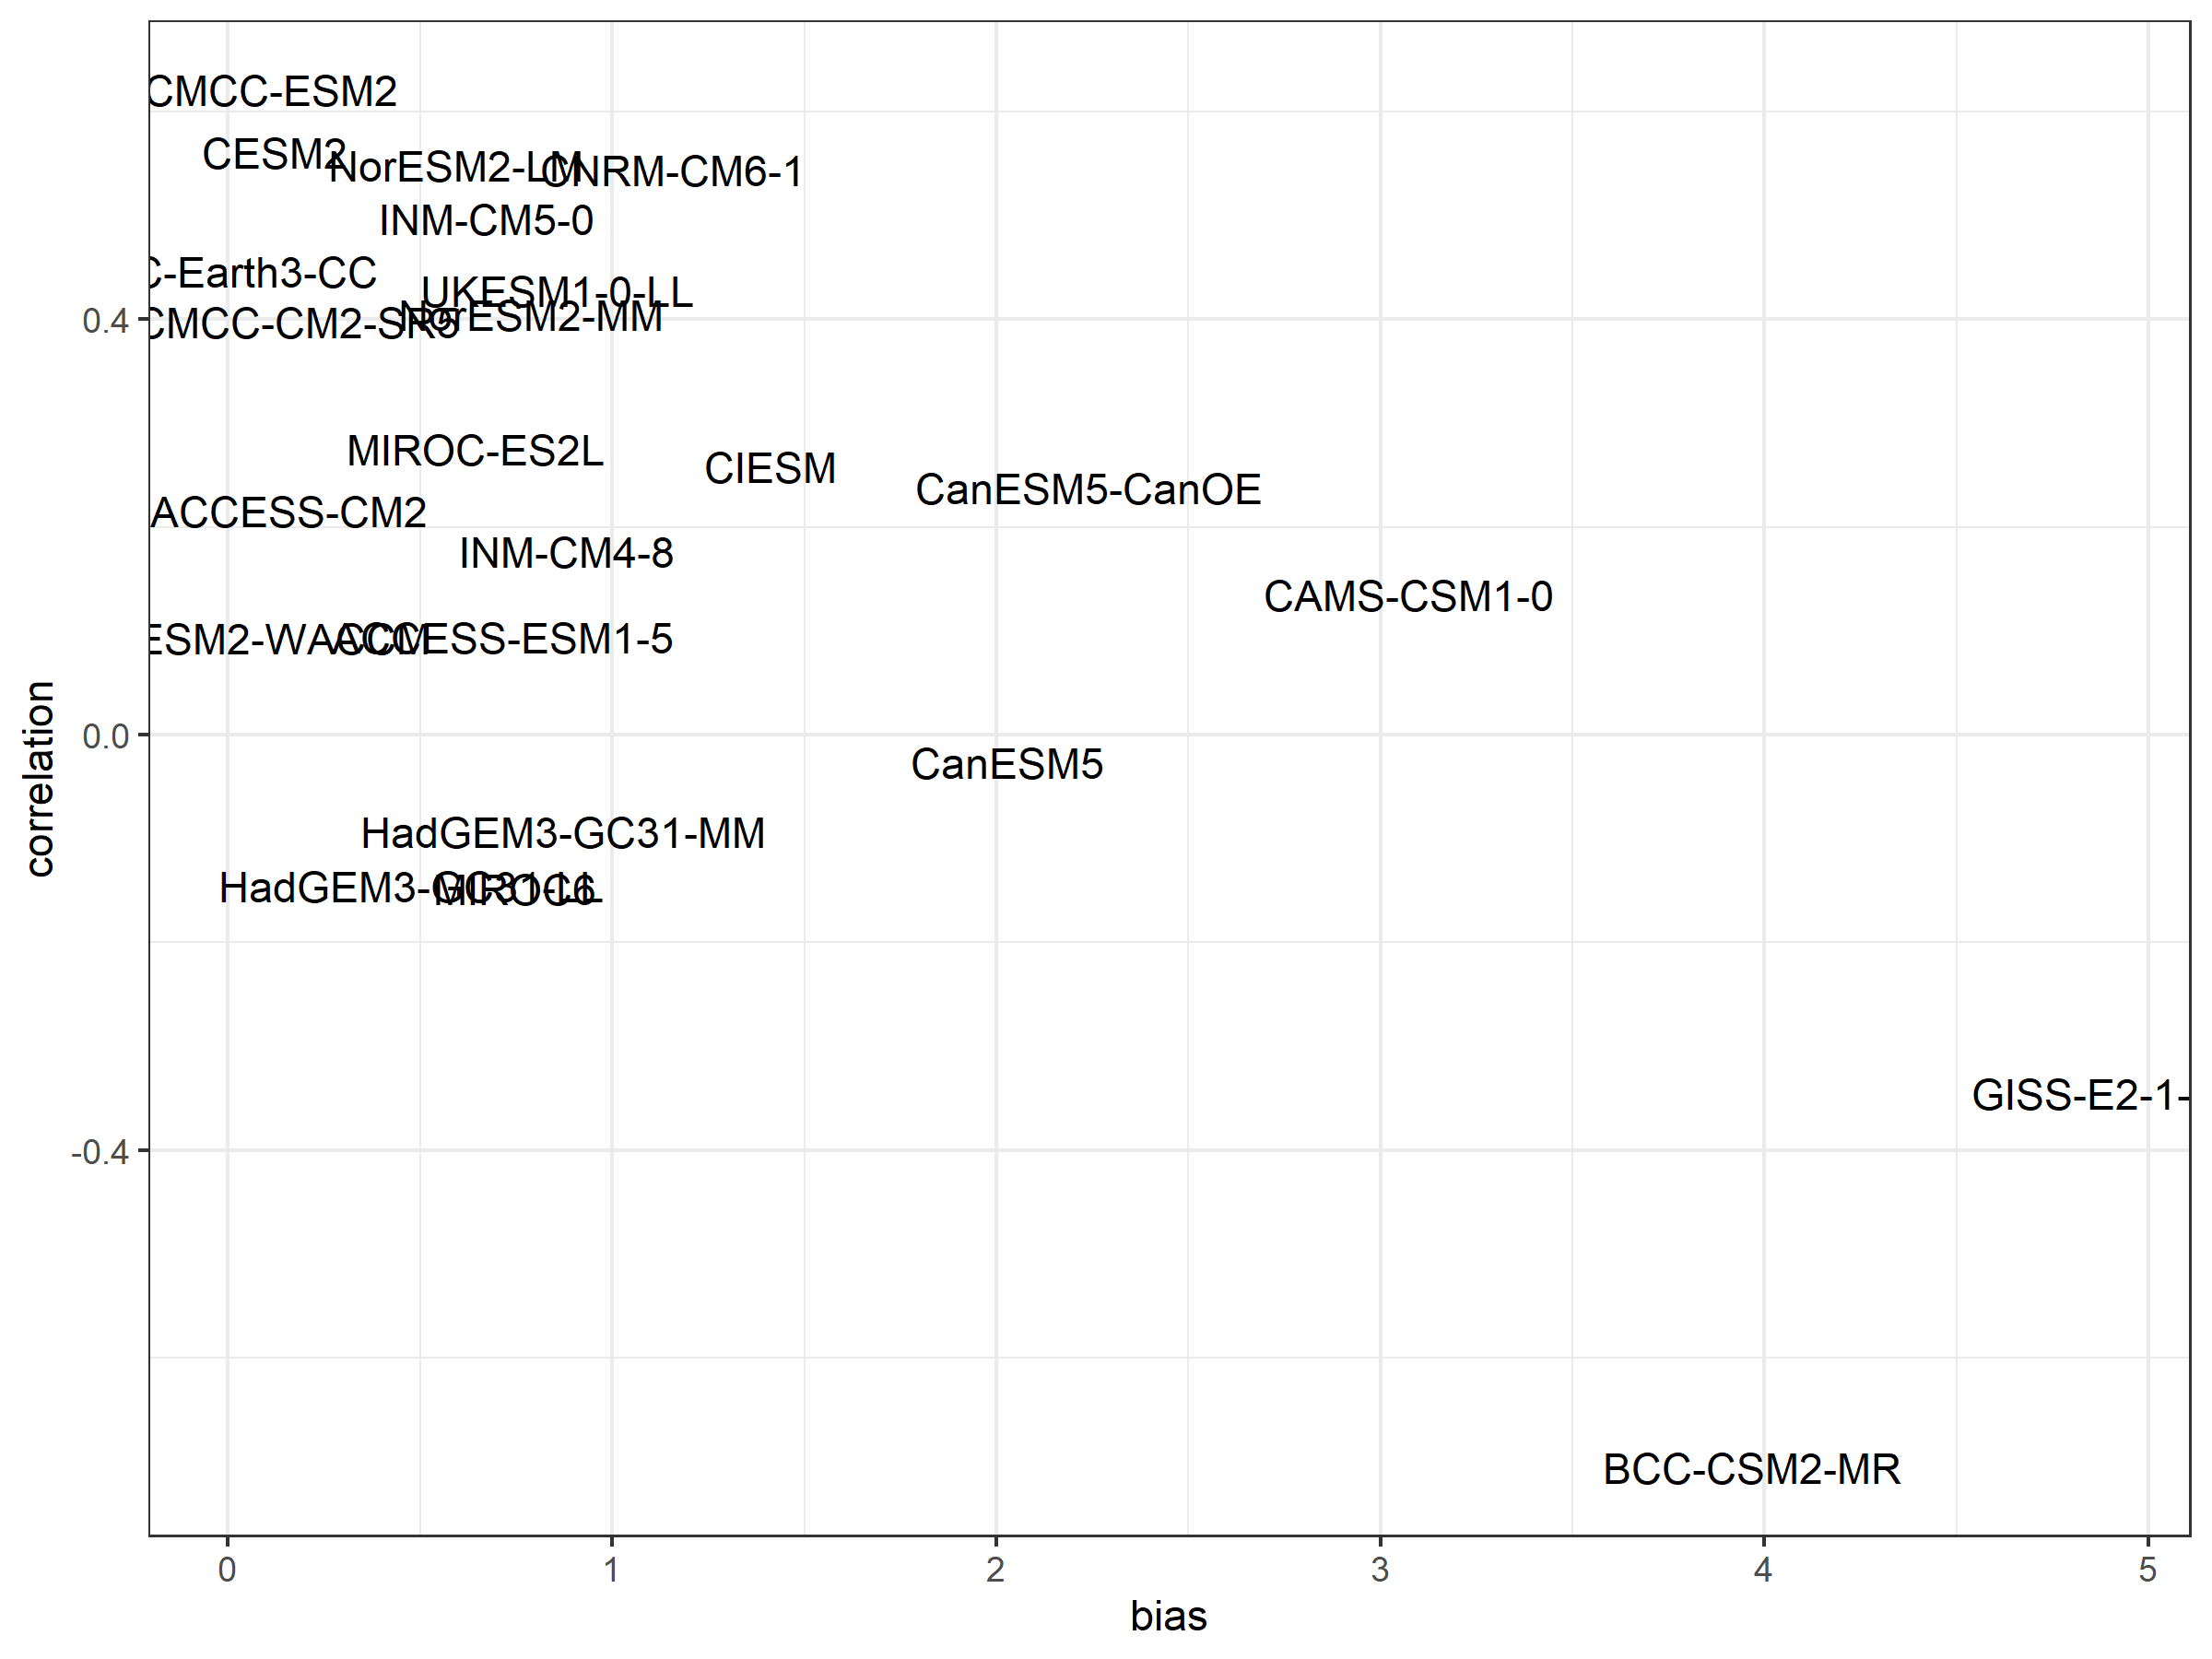 CMCC-ESM2
CESM2
NorESM2-LM
CNRM-CM6-1
INM-CM5-0
C-Earth3-CC
UKESM1-0-LL
0.4
CMCC-CM2-SR5
NorESM2-MM
MIROC-ES2L
CIESM
CanESM5-CanOE
ACCESS-CM2
INM-CM4-8
CAMS-CSM1-0
ESM2-WACCM
ACCESS-ESM1-5
0.0
correlation
CanESM5
HadGEM3-GC31-MM
HadGEM3-GC31-LL
MIROC6
GISS-E2-1-
-0.4
BCC-CSM2-MR
0 1 2 3 4 5
bias